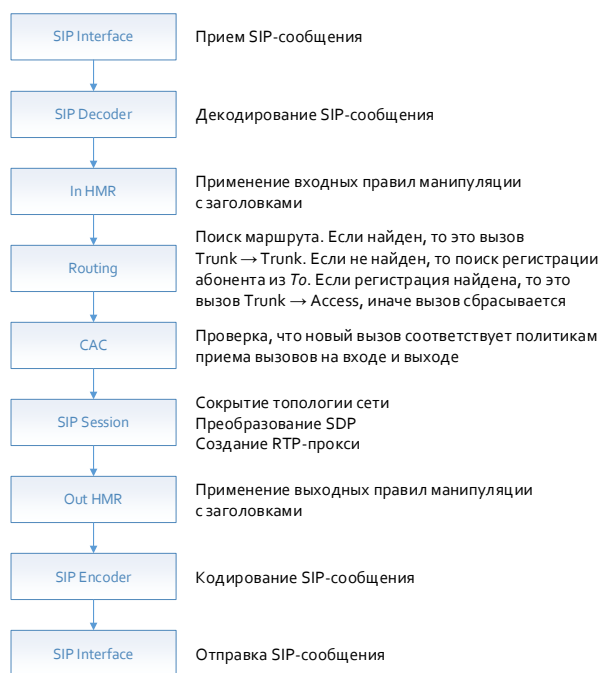 SIP Interface
Прием SIP-сообщения
SIP Decoder
Декодирование SIP-сообщения
In HMR
Применение входных правил манипуляции
с заголовками
Routing
Поиск маршрута. Если найден, то это вызов
Trunk → Trunk. Если не найден, то поиск регистрации
абонента из To. Если регистрация найдена, то это
вызов Trunk → Access, иначе вызов сбрасывается
CAC
Проверка, что новый вызов соответствует политикам
приема вызовов на входе и выходе
SIP Session
Сокрытие топологии сети
Преобразование SDP
Создание RTP-прокси
Out HMR
Применение выходных правил манипуляции
с заголовками
SIP Encoder
Кодирование SIP-сообщения
SIP Interface
Отправка SIP-сообщения